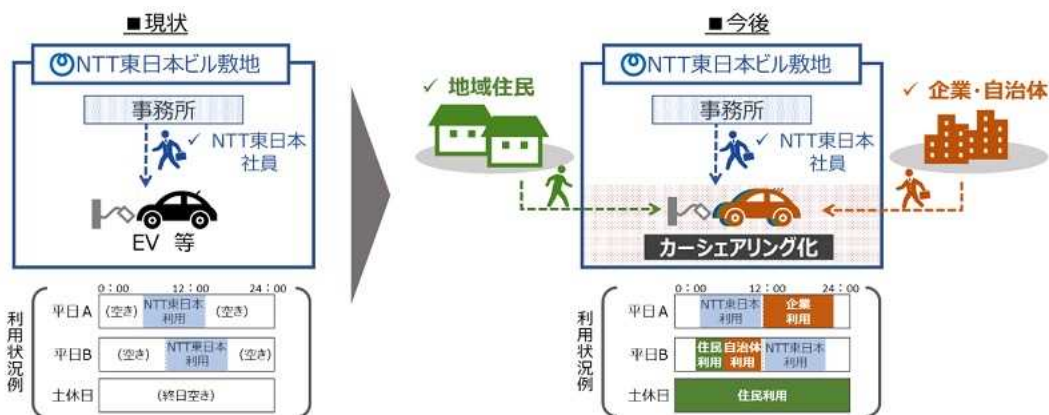 ■現状
NTT東日本ビル敷地
事務所
✓ NTT東日本
社員
EV 等
利用状況例
0:00 12:00 24:00
平日A (空き) NTT東日本
利用 (空き)
平日B (空き) NTT東日本
利用 (空き)
土休日 (終日空き)
■今後
✓ 地域住民
NTT東日本ビル敷地
✓ 企業・自治体
事務所
✓ NTT東日本
社員
カーシェアリング化
利用状況例
0:00 12:00 24:00
平日A NTT東日本
利用 企業
利用
平日B 住民
利用 自治体
利用 NTT東日本
利用
土休日 住民利用